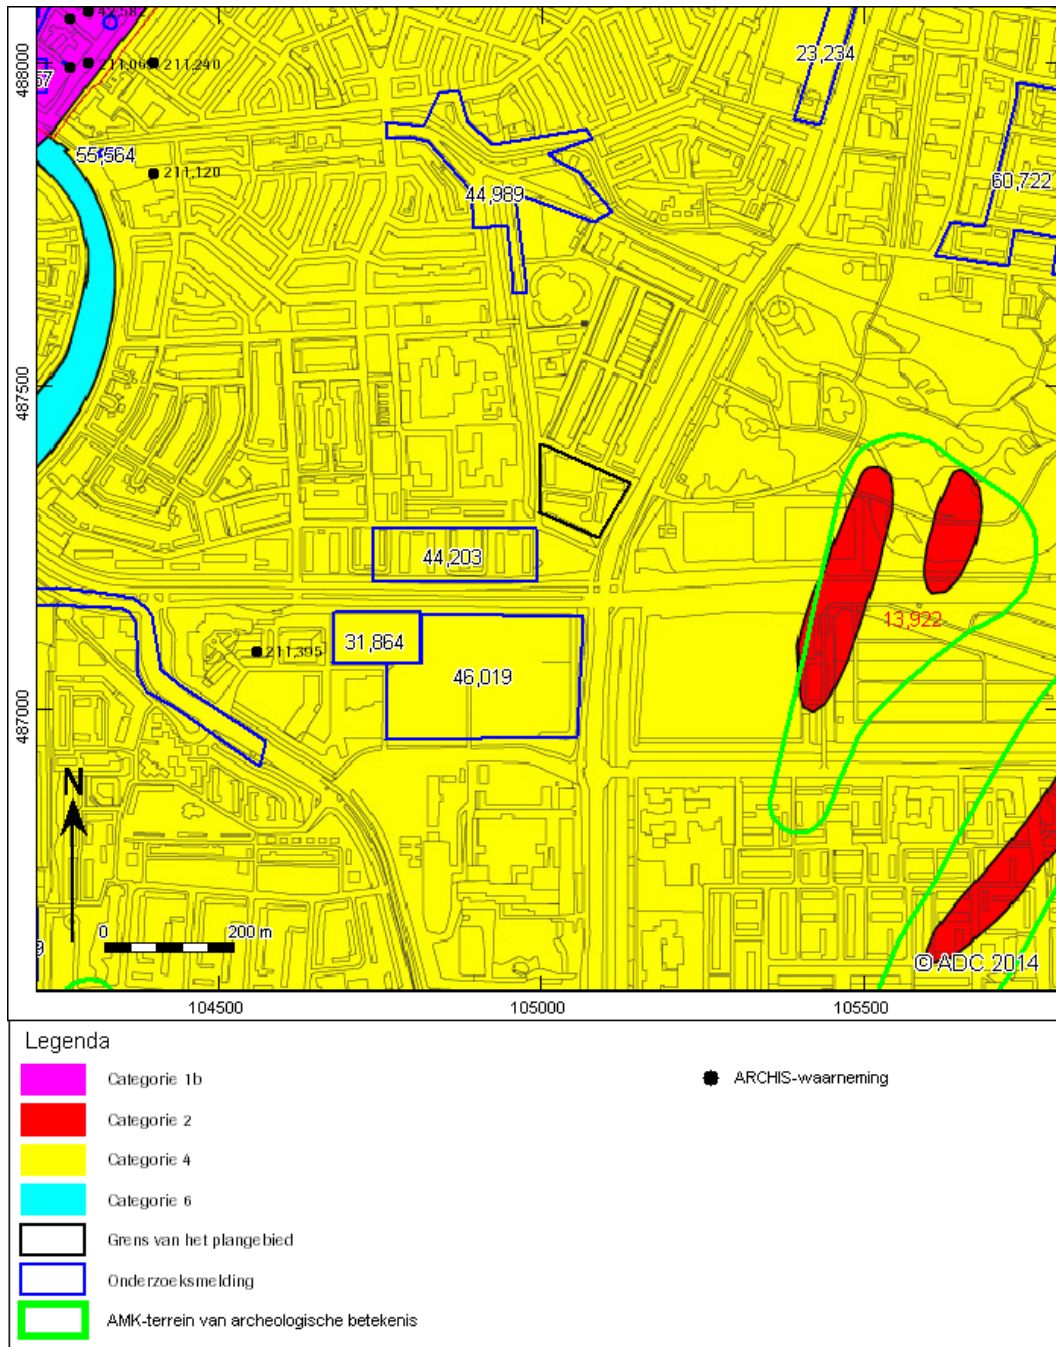 4258
488000
23,234
211,06
211,240
57
55,564
211,120
44,989
60,722
487500
44,203
13,922
31,864
211,395
46,019
487000
N
0
200 m
9
© ADC 2014
104500
105000
105500
Legenda
Categorie 1b
ARCHIS-waarneming
Categorie 2
Categorie 4
Categorie 6
Grens van het plangebied
Onderzoeksmelding
AMK-terrein van archeologische betekenis